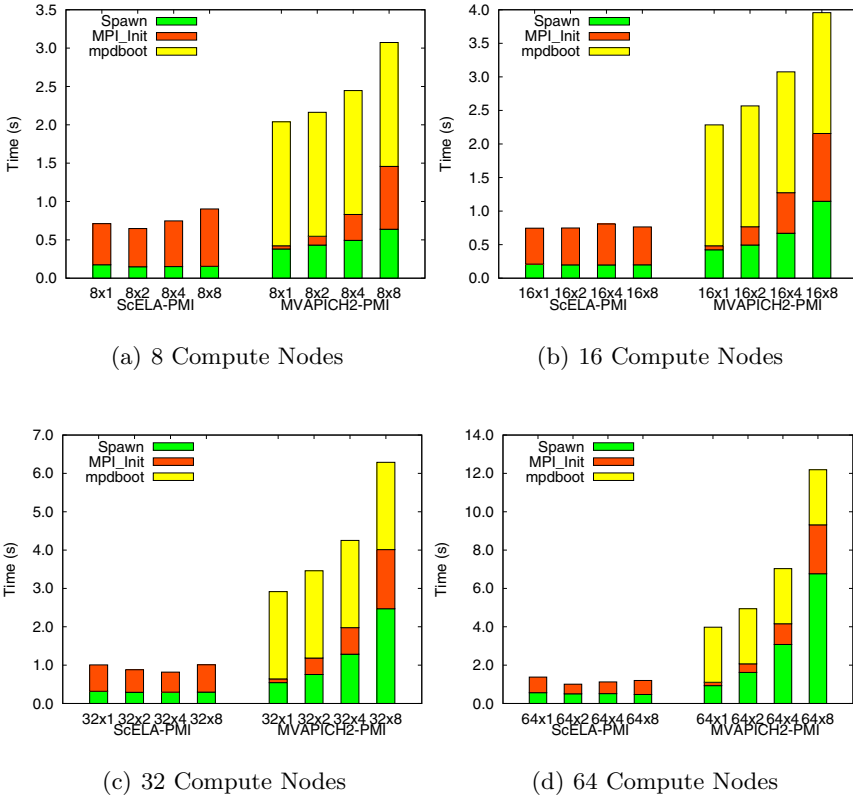 3.5
3.0
2.5
2.0
1.5
1.0
0.5
0.0
Time (s)
Spawn
MPI_Init
mpdboot
8x1 8x2 8x4 8x8 8x1 8x2 8x4 8x8
ScELA-PMI MVAPICH2-PMI
(a) 8 Compute Nodes
4.0
3.5
3.0
2.5
2.0
1.5
1.0
0.5
0.0
Time (s)
Spawn
MPI_Init
mpdboot
16x1 16x2 16x4 16x8 16x1 16x2 16x4 16x8
ScELA-PMI MVAPICH2-PMI
(b) 16 Compute Nodes
7.0
6.0
5.0
4.0
3.0
2.0
1.0
0.0
Time (s)
Spawn
MPI_Init
mpdboot
32x1 32x2 32x4 32x8 32x1 32x2 32x4 32x8
ScELA-PMI MVAPICH2-PMI
(c) 32 Compute Nodes
14.0
12.0
10.0
8.0
6.0
4.0
2.0
0.0
Time (s)
Spawn
MPI_Init
mpdboot
64x1 64x2 64x4 64x8 64x1 64x2 64x4 64x8
ScELA-PMI MVAPICH2-PMI
(d) 64 Compute Nodes